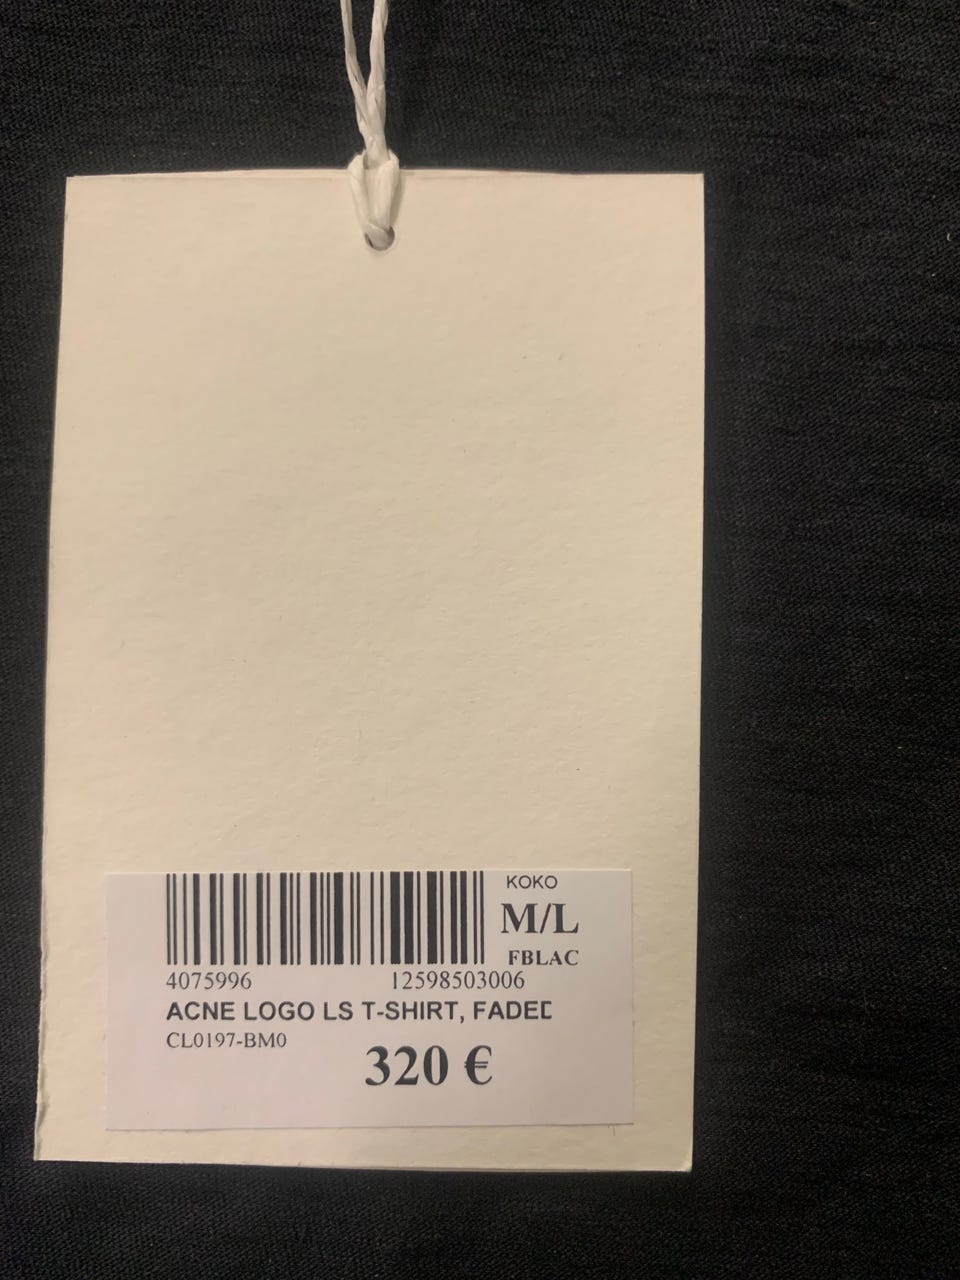 KOKO
M/L
FBLAC
4075996 12598503006
ACNE LOGO LS T-SHIRT, FADED
CL0197-BM0
320 €